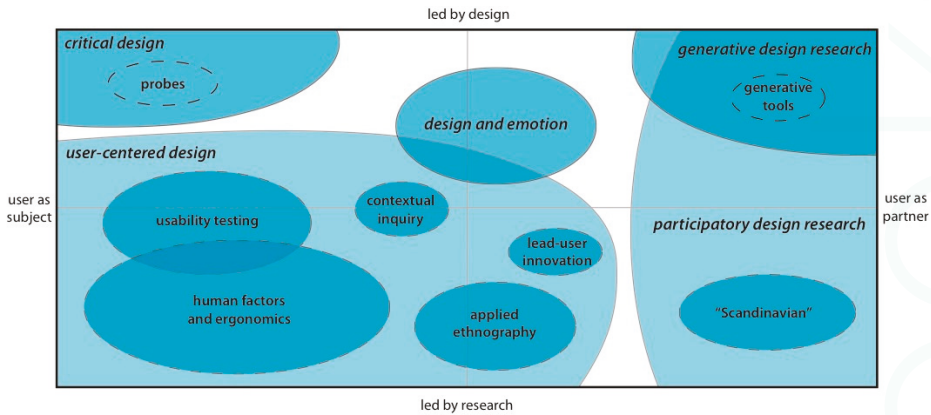 led by design
critical design
generative design research
probes
generative
tools
design and emotion
user-centered design
contextual
inquiry
user as
subject
user as
partner
usability testing
participatory design research
lead-user
innovation
human factors
and ergonomics
applied
ethnography
“Scandinavian”
led by research